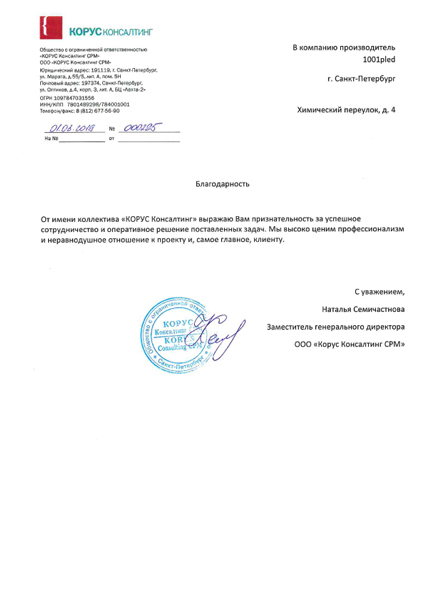 КОРУС КОНСАЛТИНГ
Общество с ограниченной ответственностью
«КОРУС Консалтинг СРМ»
ООО «КОРУС Консалтинг СРМ»
Юридический адрес: 191119, г. Санкт-Петербург,
ул. Марата, д.55/5, лит. А, пом. 5Н
Почтовый адрес: 197374, Санкт-Петербург,
ул. Оптиков, д.4, корп. 3, лит. А, БЦ «Лахта-2»
ОГРН 1097847031556
ИНН/КПП 7801499298/784001001
Телефон/факс: 8 (812) 677-56-90
01.03.2018 № 000295
На № от
В компанию производитель
1001pled
г. Санкт-Петербург
Химический переулок, д. 4
Благодарность
От имени коллектива «КОРУС Консалтинг» выражаю Вам признательность за успешное
сотрудничество и оперативное решение поставленных задач. Мы высоко ценим профессионализм
и неравнодушное отношение к проекту и, самое главное, клиенту.
С уважением,
Наталья Семичастнова
Заместитель генерального директора
ООО «Корус Консалтинг СРМ»
Общество с ограниченной
КОРУС
Консалтинг
KORUS
Consulting CRM
Санкт-Петербург